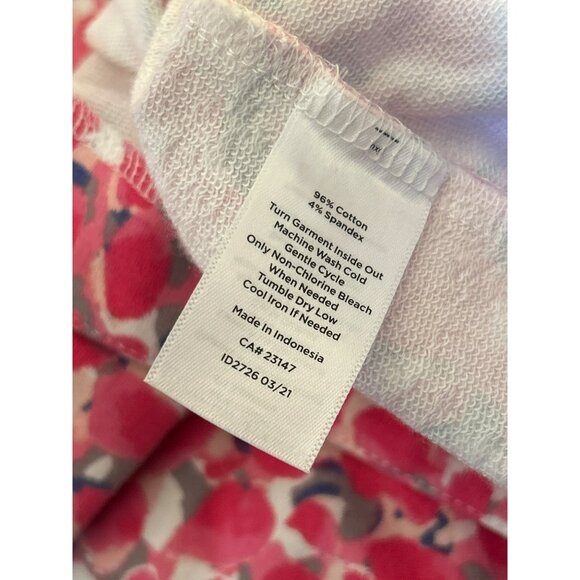 96% Cotton
4% Spandex
Turn Garment Inside Out
Machine Wash Cold
Gentle Cycle
Only Non-Chlorine Bleach
When Needed
Tumble Dry Low
Cool Iron If Needed
Made in Indonesia
CA# 23147
ID2726 03/21